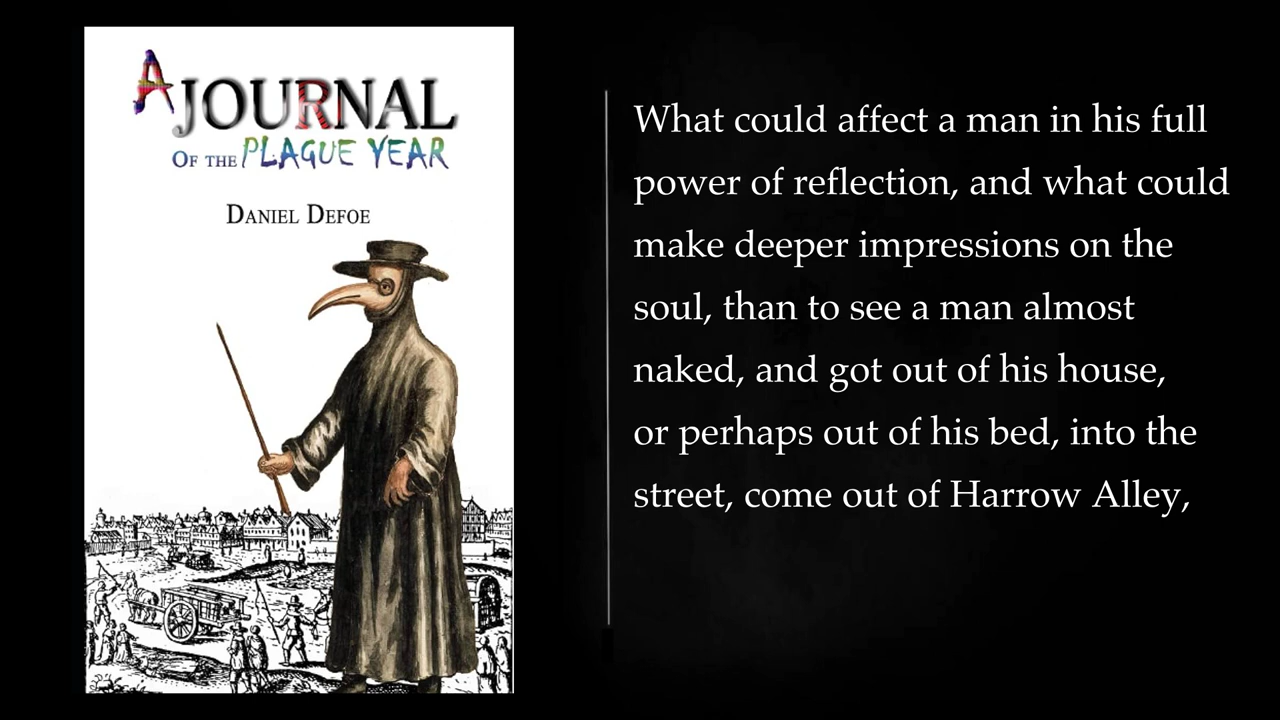 A JOURNAL
OF THE PLAGUE YEAR
DANIEL DEFOE
What could affect a man in his full
power of reflection, and what could
make deeper impressions on the
soul, than to see a man almost
naked, and got out of his house,
or perhaps out of his bed, into the
street, come out of Harrow Alley,